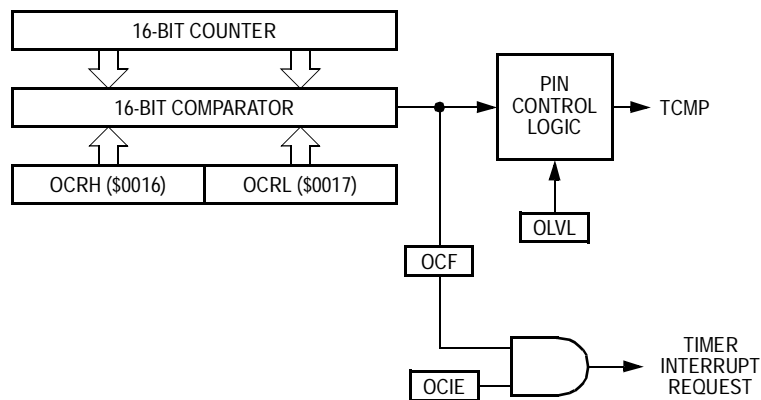 16-BIT COUNTER
16-BIT COMPARATOR
OCRH ($0016)
OCRL ($0017)
PIN
CONTROL
LOGIC
TCMP
OLVL
OCF
OCIE
TIMER
INTERRUPT
REQUEST